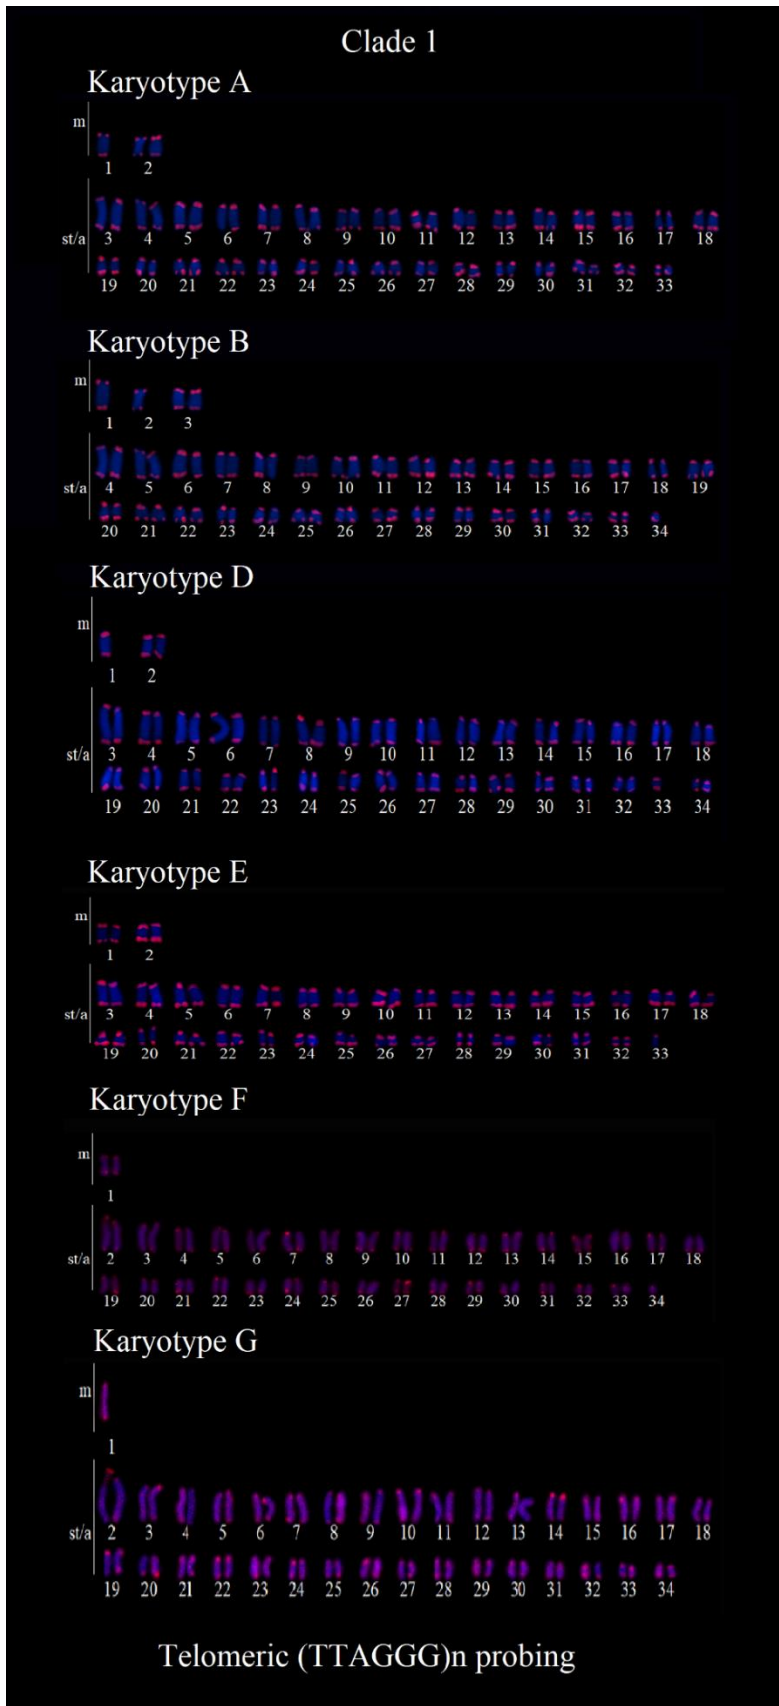 Clade 1
Karyotype A
m
1 2
st/a
3 4 5 6 7 8 9 10 11 12 13 14 15 16 17 18
19 20 21 22 23 24 25 26 27 28 29 30 31 32 33
Karyotype B
m
1 2 3
st/a
4 5 6 7 8 9 10 11 12 13 14 15 16 17 18 19
20 21 22 23 24 25 26 27 28 29 30 31 32 33 34
Karyotype D
m
1 2
st/a
3 4 5 6 7 8 9 10 11 12 13 14 15 16 17 18
19 20 21 22 23 24 25 26 27 28 29 30 31 32 33 34
Karyotype E
m
1 2
st/a
3 4 5 6 7 8 9 10 11 12 13 14 15 16 17 18
19 20 21 22 23 24 25 26 27 28 29 30 31 32 33
Karyotype F
m
1
st/a
2 3 4 5 6 7 8 9 10 11 12 13 14 15 16 17 18
19 20 21 22 23 24 25 26 27 28 29 30 31 32 33 34
Karyotype G
m
1
st/a
2 3 4 5 6 7 8 9 10 11 12 13 14 15 16 17 18
19 20 21 22 23 24 25 26 27 28 29 30 31 32 33 34
Telomeric (TTAGGG)n probing